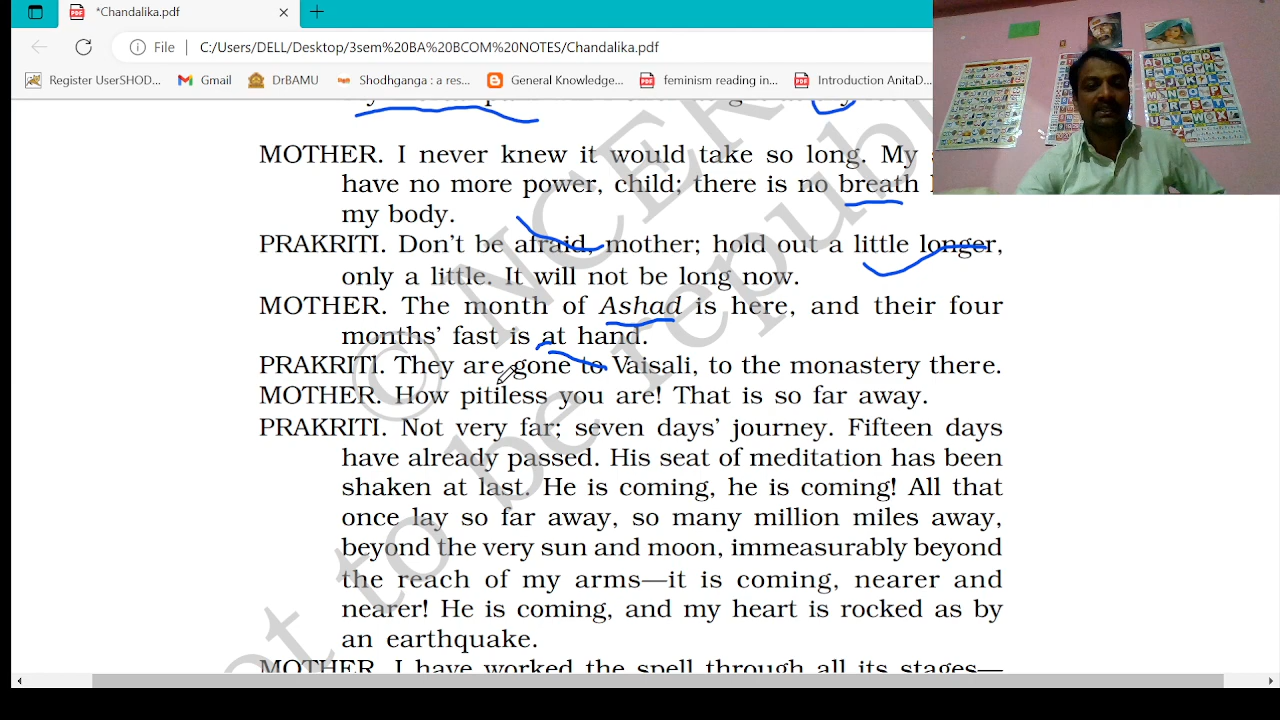 *Chandalika.pdf
File C:/Users/DELL/Desktop/3sem%20BA%20BCOM%20NOTES/Chandalika.pdf
Register UserSHOD... Gmail DrBAMU Shodhganga : a res... General Knowledge... feminism reading in... Introduction AnitaD...
MOTHER. I never knew it would take so long. My
have no more power, child; there is no breath
my body.
PRAKRITI. Don't be afraid, mother; hold out a little longer,
only a little. It will not be long now.
MOTHER. The month of Ashad is here, and their four
months' fast is at hand.
PRAKRITI. They are gone to Vaisali, to the monastery there.
MOTHER. How pitiless you are! That is so far away.
PRAKRITI. Not very far; seven days' journey. Fifteen days
have already passed. His seat of meditation has been
shaken at last. He is coming, he is coming! All that
once lay so far away, so many million miles away,
beyond the very sun and moon, immeasurably beyond
the reach of my arms—it is coming, nearer and
nearer! He is coming, and my heart is rocked as by
an earthquake.
MOTHER. I have worked the spell through all its stages—
© NCER
to be republi